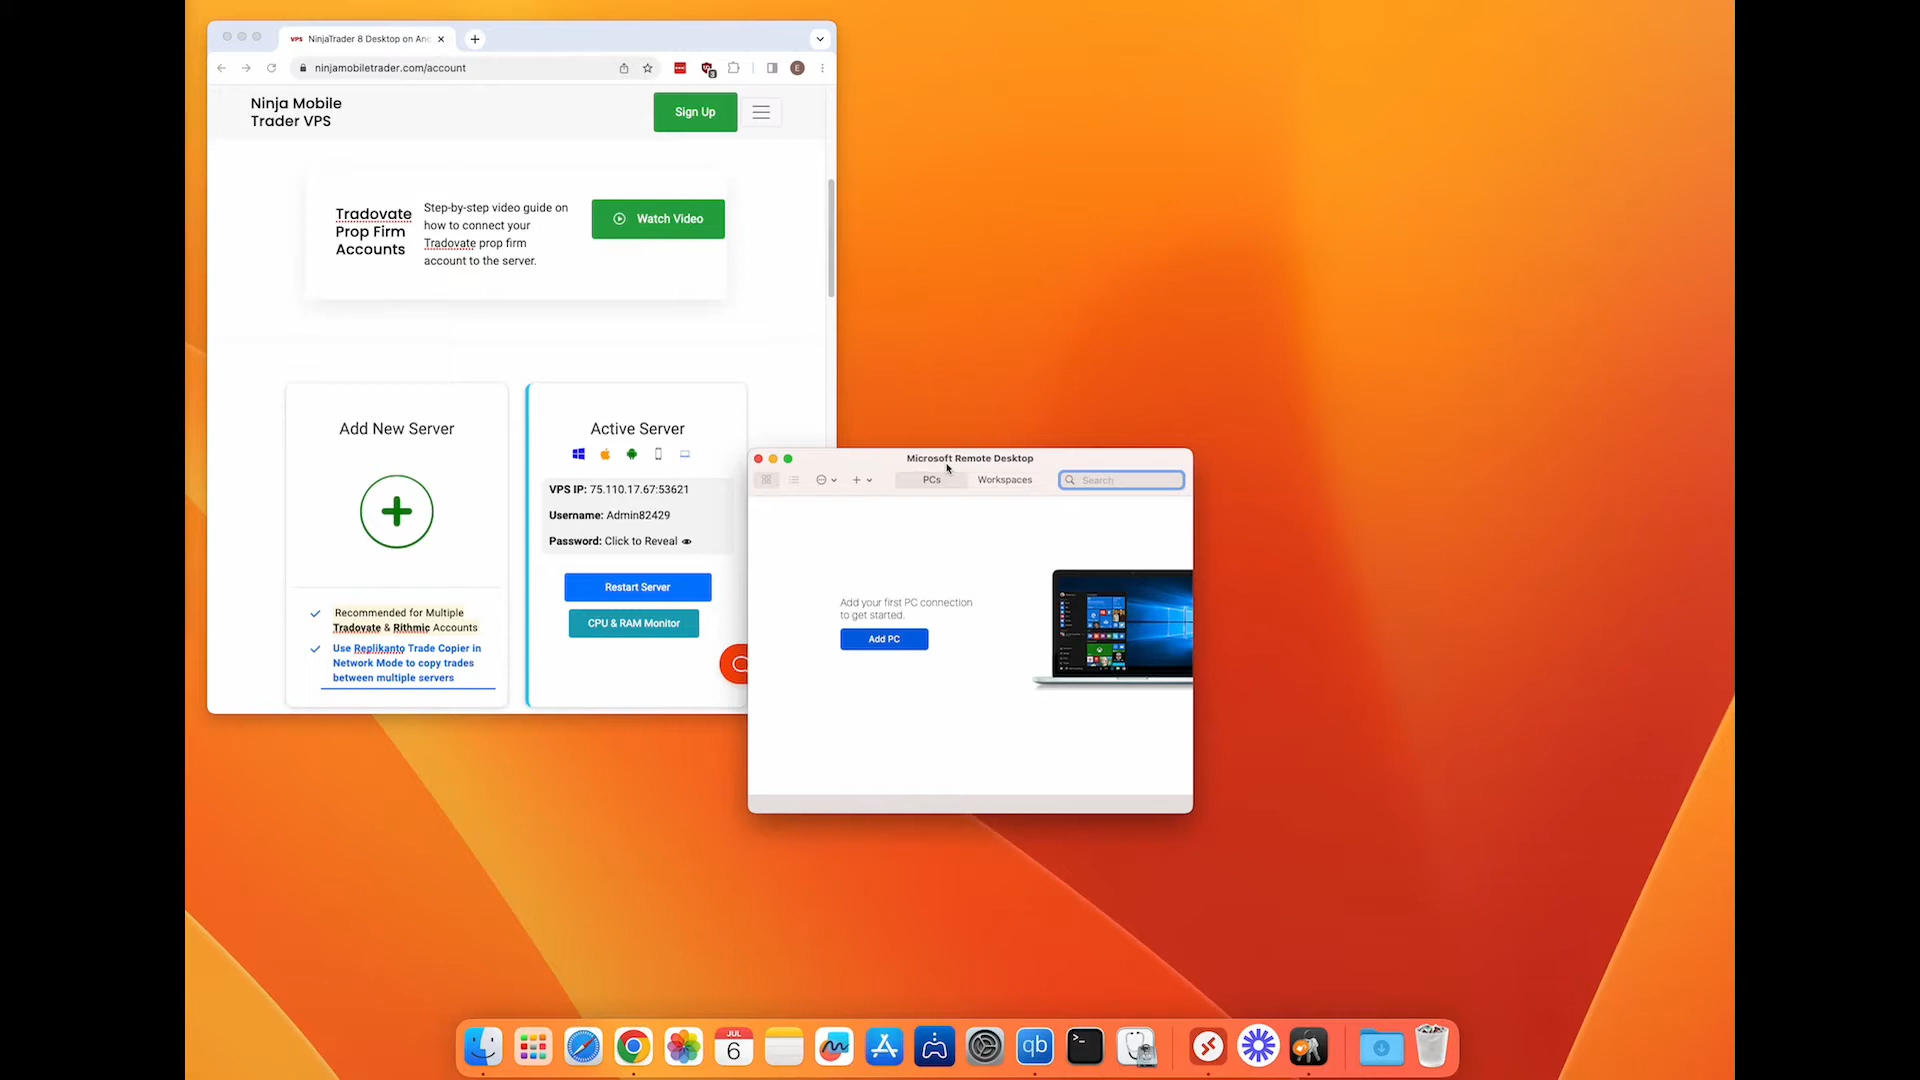 VPS NinjaTrader 8 Desktop on And
ninjamobiletrader.com/account
8
E
Ninja Mobile
Trader VPS
Sign Up
Tradovate
Prop Firm
Accounts
Step-by-step video guide on
how to connect your
Tradovate prop firm
account to the server.
Watch Video
Add New Server
Recommended for Multiple
Tradovate & Rithmic Accounts
Use Replikanto Trade Copier in
Network Mode to copy trades
between multiple servers
Active Server
VPS IP: 75.110.17.67:53621
Username: Admin82429
Password: Click to Reveal
Restart Server
CPU & RAM Monitor
Microsoft Remote Desktop
PCs
Workspaces
Search
Add your first PC connection
to get started.
Add PC
JUL
6
qb